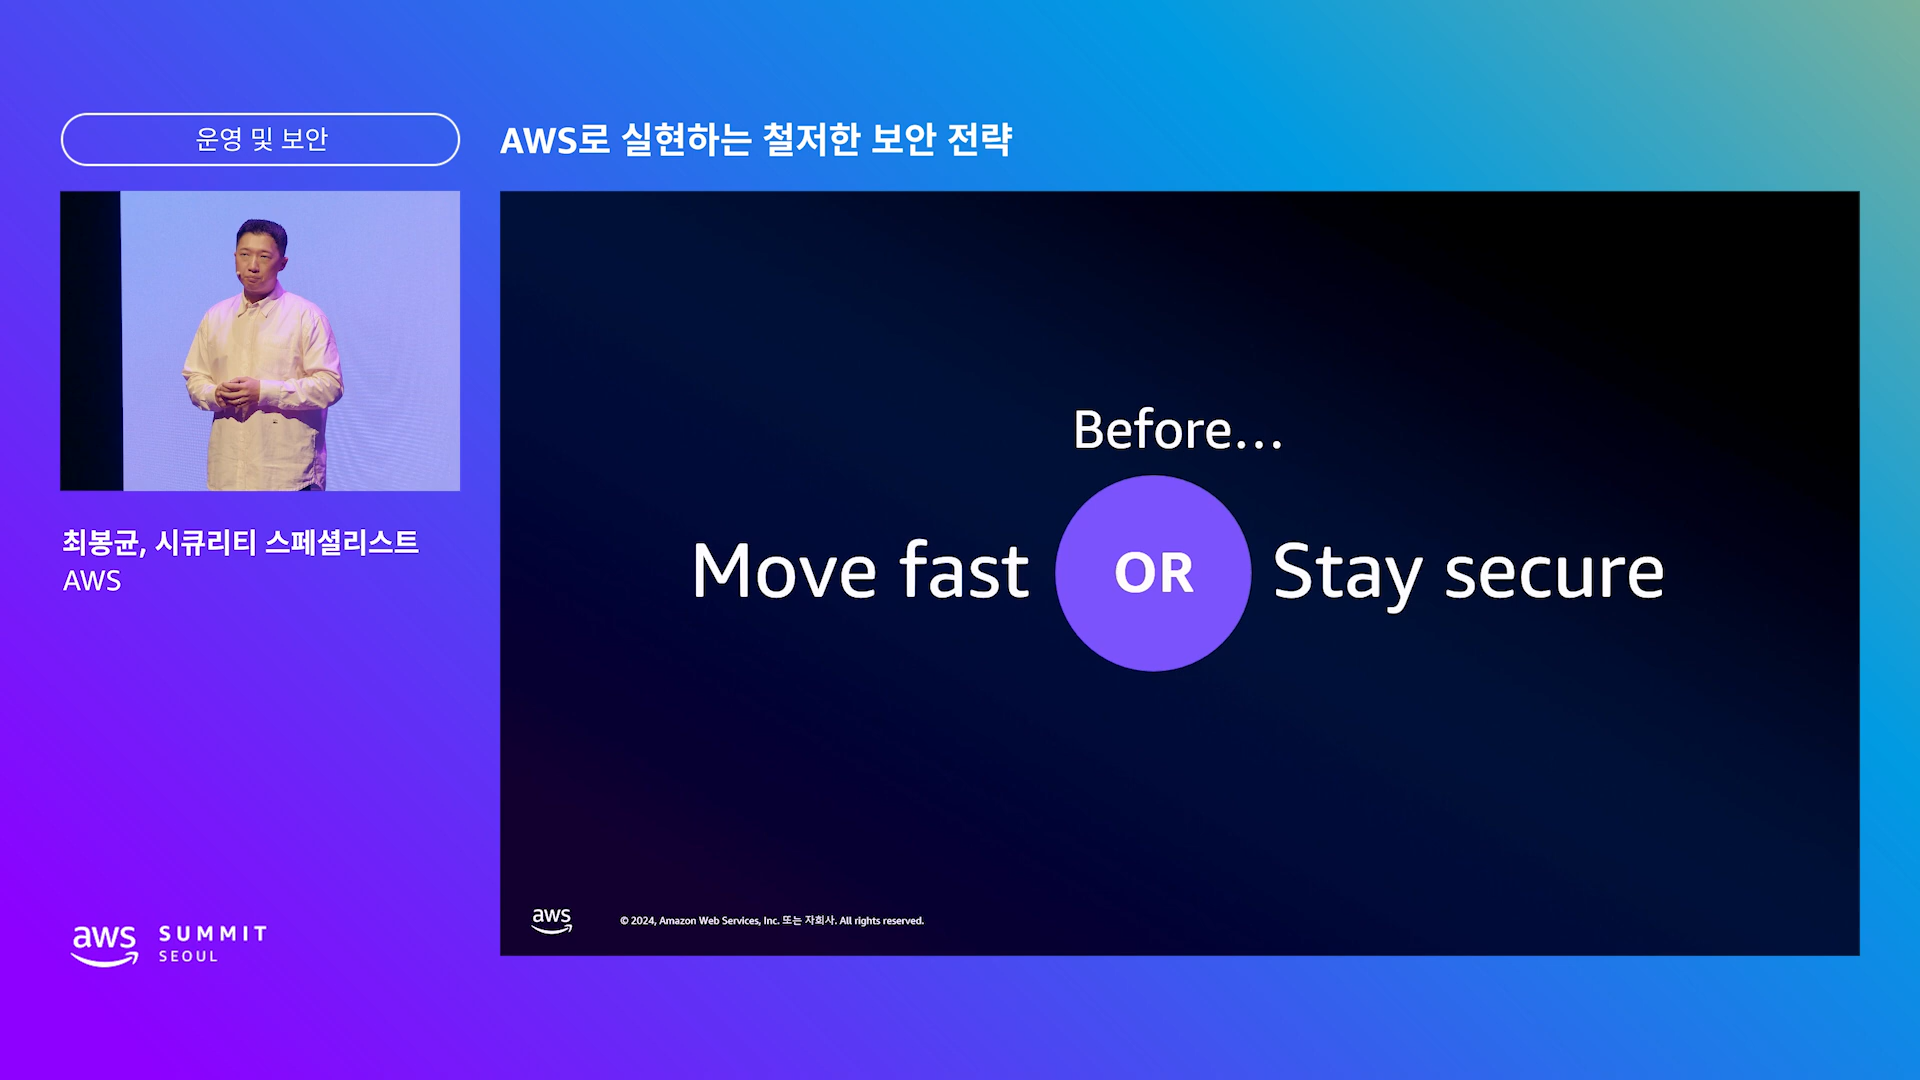 운영 및 보안
AWS로 실현하는 철저한 보안 전략
최봉균, 시큐리티 스페셜리스트
AWS
Before...
Move fast OR Stay secure
aws
© 2024, Amazon Web Services, Inc. 또는 자회사. All rights reserved.
aws SUMMIT
SEOUL